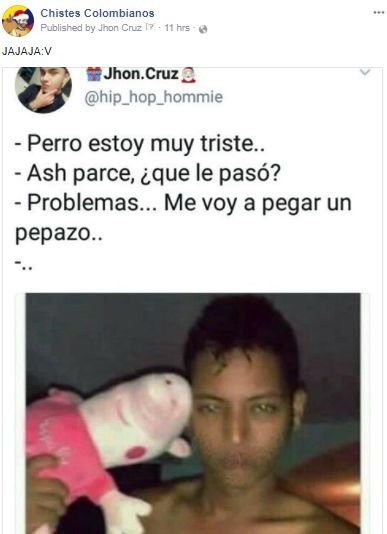 Chistes Colombianos
Published by Jhon Cruz [?] · 11 hrs ·
JAJAJA:V
Jhon.Cruz
@hip_hop_hommie
- Perro estoy muy triste..
- Ash parce, ¿que le pasó?
- Problemas... Me voy a pegar un
pepazo..
-..